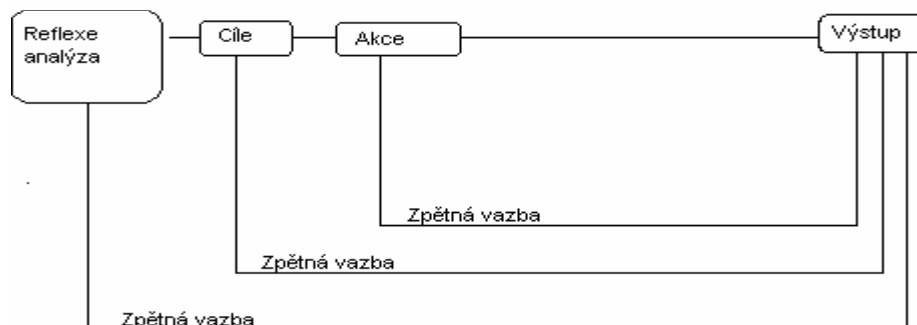 Reflexe
analýza
Cíle
Akce
Výstup
Zpětná vazba
Zpětná vazba
Zpětná vazba